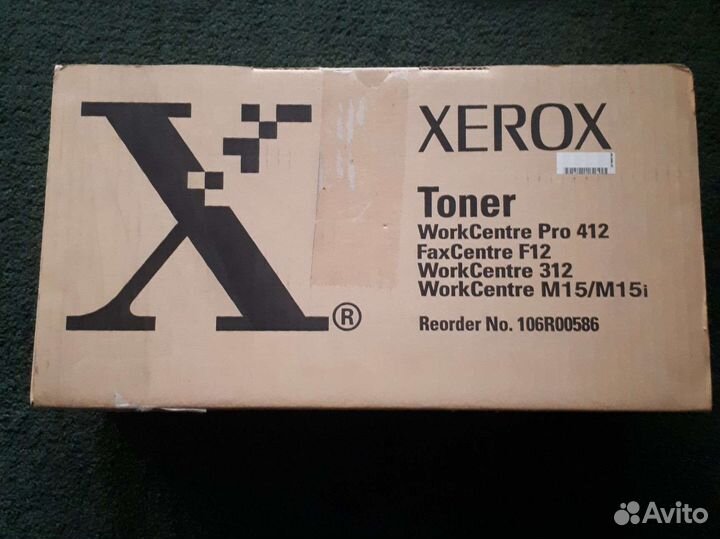 X®
XEROX
Toner
WorkCentre Pro 412
FaxCentre F12
WorkCentre 312
WorkCentre M15/M15i
Reorder No. 106R00586
Avito